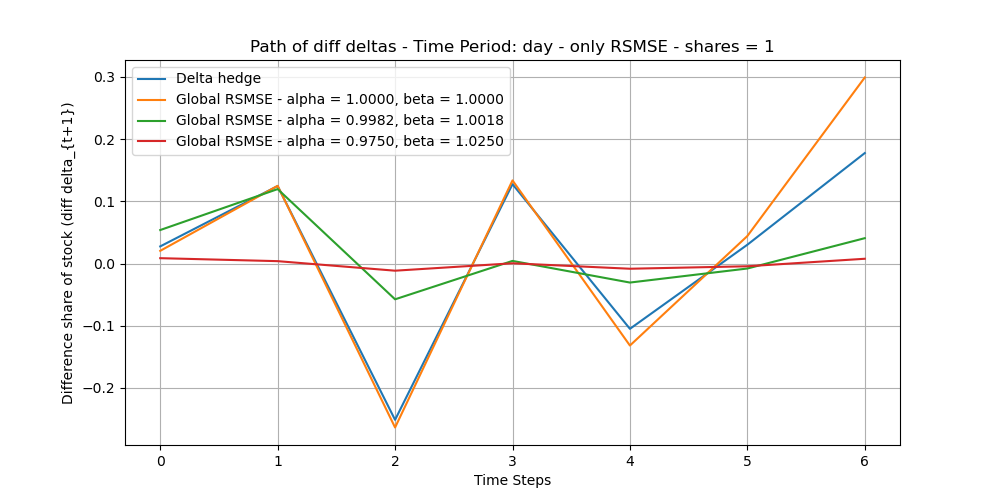 Path of diff deltas - Time Period: day - only RSMSE - shares = 1
Difference share of stock (diff delta_{t+1})
0.3
0.2
0.1
0.0
−0.1
−0.2
Delta hedge
Global RSMSE - alpha = 1.0000, beta = 1.0000
Global RSMSE - alpha = 0.9982, beta = 1.0018
Global RSMSE - alpha = 0.9750, beta = 1.0250
0 1 2 3 4 5 6
Time Steps